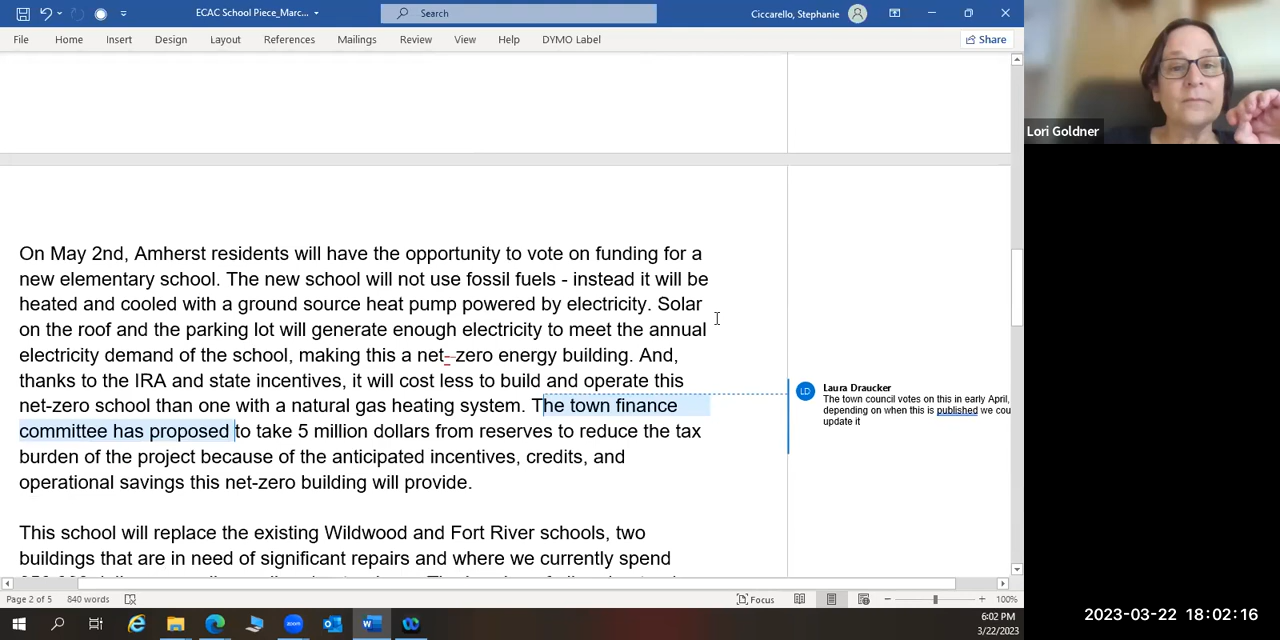 ECAC School Piece_Marc...
Search
Ciccarello, Stephanie
File Home Insert Design Layout References Mailings Review View Help DYMO Label
Share
Lori Goldner
On May 2nd, Amherst residents will have the opportunity to vote on funding for a
new elementary school. The new school will not use fossil fuels - instead it will be
heated and cooled with a ground source heat pump powered by electricity. Solar
on the roof and the parking lot will generate enough electricity to meet the annual
electricity demand of the school, making this a net- zero energy building. And,
thanks to the IRA and state incentives, it will cost less to build and operate this
net-zero school than one with a natural gas heating system. The town finance
committee has proposed to take 5 million dollars from reserves to reduce the tax
burden of the project because of the anticipated incentives, credits, and
operational savings this net-zero building will provide.
This school will replace the existing Wildwood and Fort River schools, two
buildings that are in need of significant repairs and where we currently spend
LD
Laura Draucker
The town council votes on this in early April,
depending on when this is published we cou
update it
Page 2 of 5 840 words
Focus
100%
zoom
6:02 PM
3/22/2023
2023-03-22 18:02:16